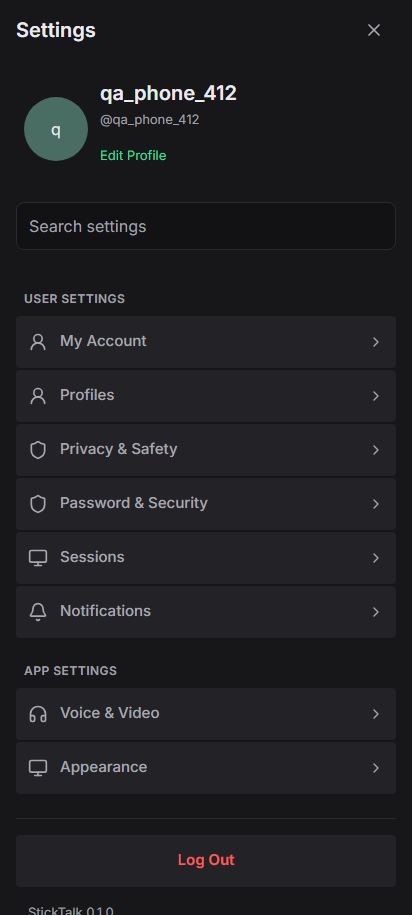 Settings
q
qa_phone_412
@qa_phone_412
Edit Profile
Search settings
USER SETTINGS
My Account
Profiles
Privacy & Safety
Password & Security
Sessions
Notifications
APP SETTINGS
Voice & Video
Appearance
Log Out
StickTalk 0.1.0